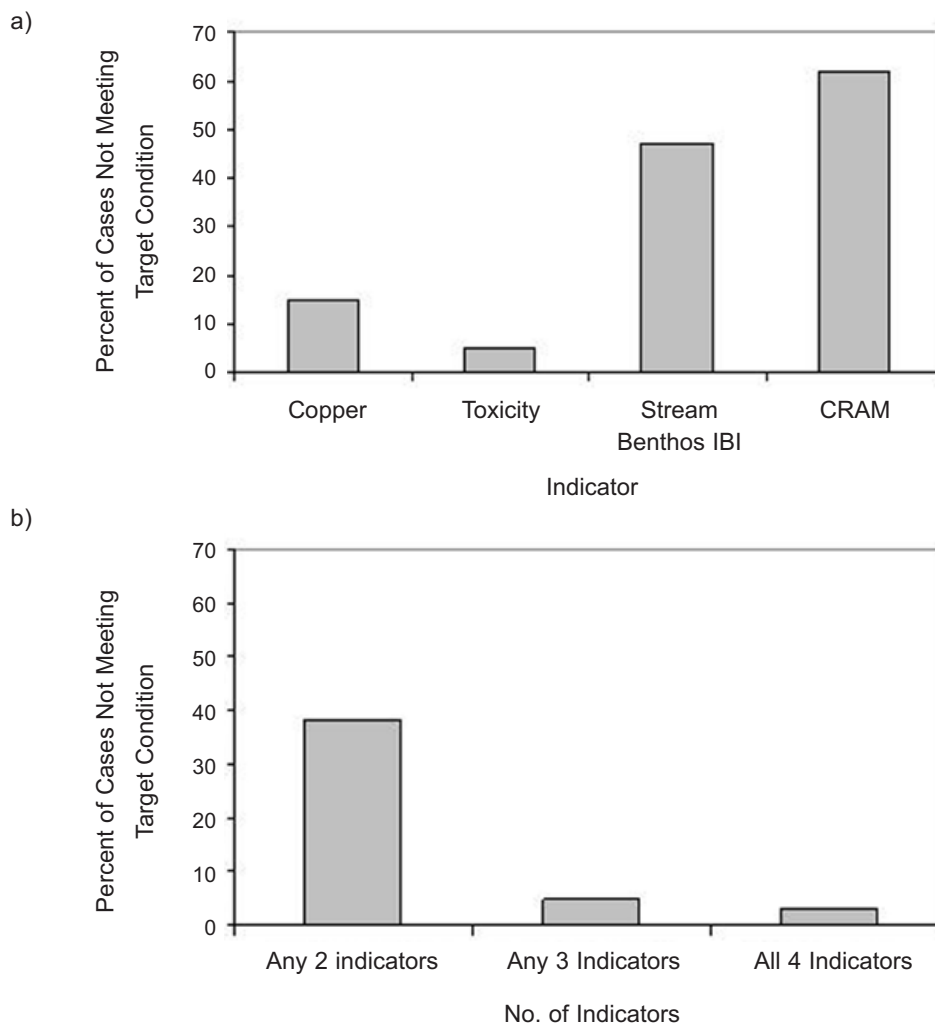 a)
Percent of Cases Not Meeting
Target Condition
70
60
50
40
30
20
10
0
Copper
Toxicity
Stream
Benthos IBI
CRAM
Indicator
b)
Percent of Cases Not Meeting
Target Condition
70
60
50
40
30
20
10
0
Any 2 indicators
Any 3 Indicators
All 4 Indicators
No. of Indicators